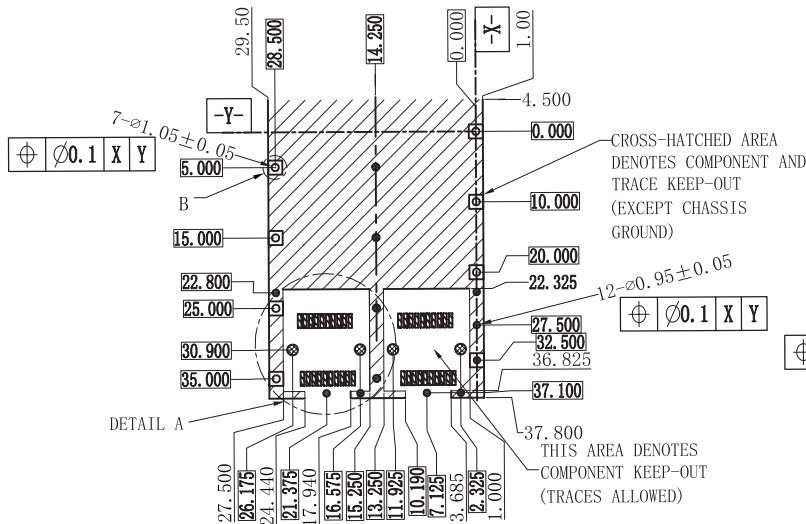 29.50
28.500
14.250
0.000
-X-
1.00
-Y-
4.500
7-⌀1.05±0.05
0.000
⌖ ⌀0.1 X Y
5.000
B
CROSS-HATCHED AREA
DENOTES COMPONENT AND
TRACE KEEP-OUT
(EXCEPT CHASSIS
GROUND)
10.000
15.000
20.000
22.800
22.325
12-⌀0.95±0.05
25.000
27.500
⌖ ⌀0.1 X Y
30.900
32.500
36.825
35.000
37.100
DETAIL A
37.800
THIS AREA DENOTES
COMPONENT KEEP-OUT
(TRACES ALLOWED)
27.500
26.175
24.440
21.375
17.940
16.575
15.250
13.250
11.925
10.190
7.125
3.685
2.325
1.000